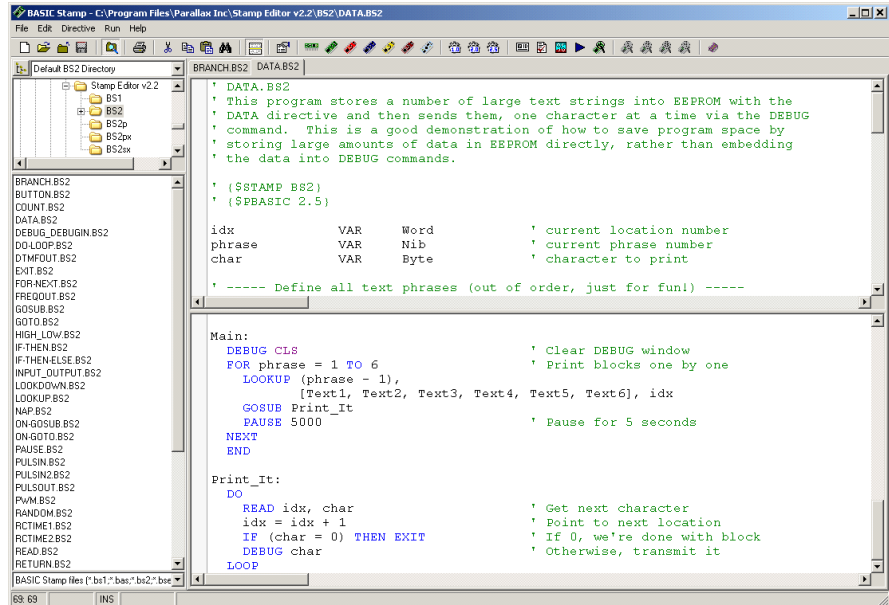 BASIC Stamp - C:\Program Files\Parallax Inc\Stamp Editor v2.2\BS2\DATA.BS2
File Edit Directive Run Help
Default BS2 Directory
Stamp Editor v2.2
BS1
BS2
BS2p
BS2px
BS2sx
BRANCH.BS2
BUTTON.BS2
COUNT.BS2
DATA.BS2
DEBUG_DEBUGIN.BS2
DO-LOOP.BS2
DTMFOUT.BS2
EXIT.BS2
FOR-NEXT.BS2
FREQOUT.BS2
GOSUB.BS2
GOTO.BS2
HIGH_LOW.BS2
IF-THEN.BS2
IF-THEN-ELSE.BS2
INPUT_OUTPUT.BS2
LOOKDOWN.BS2
LOOKUP.BS2
NAP.BS2
ON-GOSUB.BS2
ON-GOTO.BS2
PAUSE.BS2
PULSIN.BS2
PULSIN2.BS2
PULSOUT.BS2
PWM.BS2
RANDOM.BS2
RCTIME1.BS2
RCTIME2.BS2
READ.BS2
RETURN.BS2
BASIC Stamp files (*.bs1;*.bas;*.bs2;*.bse
BRANCH.BS2 DATA.BS2
' DATA.BS2
' This program stores a number of large text strings into EEPROM with the
' DATA directive and then sends them, one character at a time via the DEBUG
' command. This is a good demonstration of how to save program space by
' storing large amounts of data in EEPROM directly, rather than embedding
' the data into DEBUG commands.
' {$STAMP BS2}
' {$PBASIC 2.5}
idx VAR Word ' current location number
phrase VAR Nib ' current phrase number
char VAR Byte ' character to print
' ----- Define all text phrases (out of order, just for fun!) -----
Main:
DEBUG CLS ' Clear DEBUG window
FOR phrase = 1 TO 6 ' Print blocks one by one
LOOKUP (phrase - 1),
[Text1, Text2, Text3, Text4, Text5, Text6], idx
GOSUB Print_It
PAUSE 5000 ' Pause for 5 seconds
NEXT
END
Print_It:
DO
READ idx, char ' Get next character
idx = idx + 1 ' Point to next location
IF (char = 0) THEN EXIT ' If 0, we're done with block
DEBUG char ' Otherwise, transmit it
LOOP
69: 69 INS